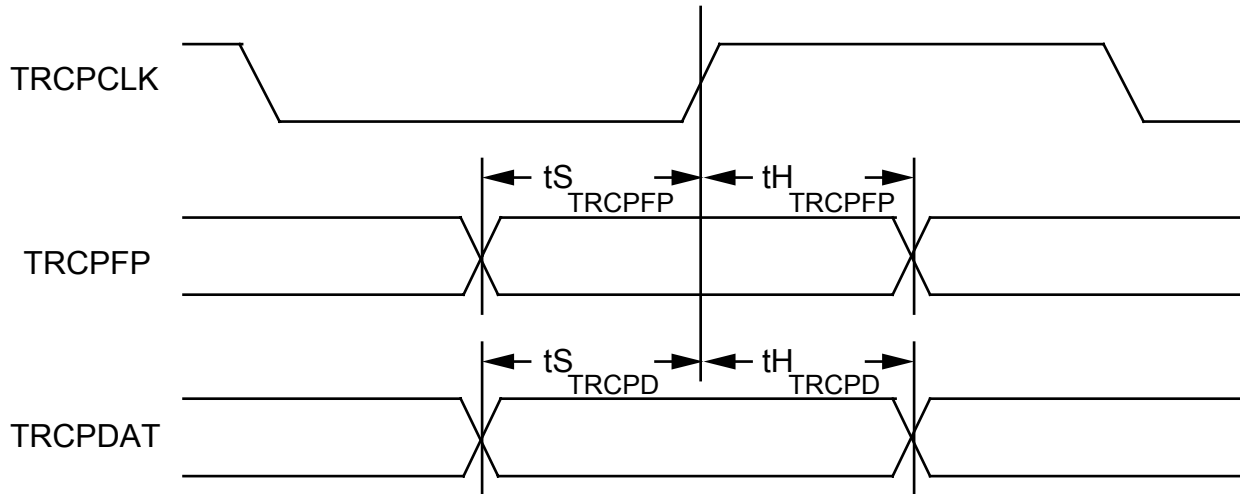 TRCPCLK
tS TRCPFP tH TRCPFP
TRCPFP
tS TRCPD tH TRCPD
TRCPDAT